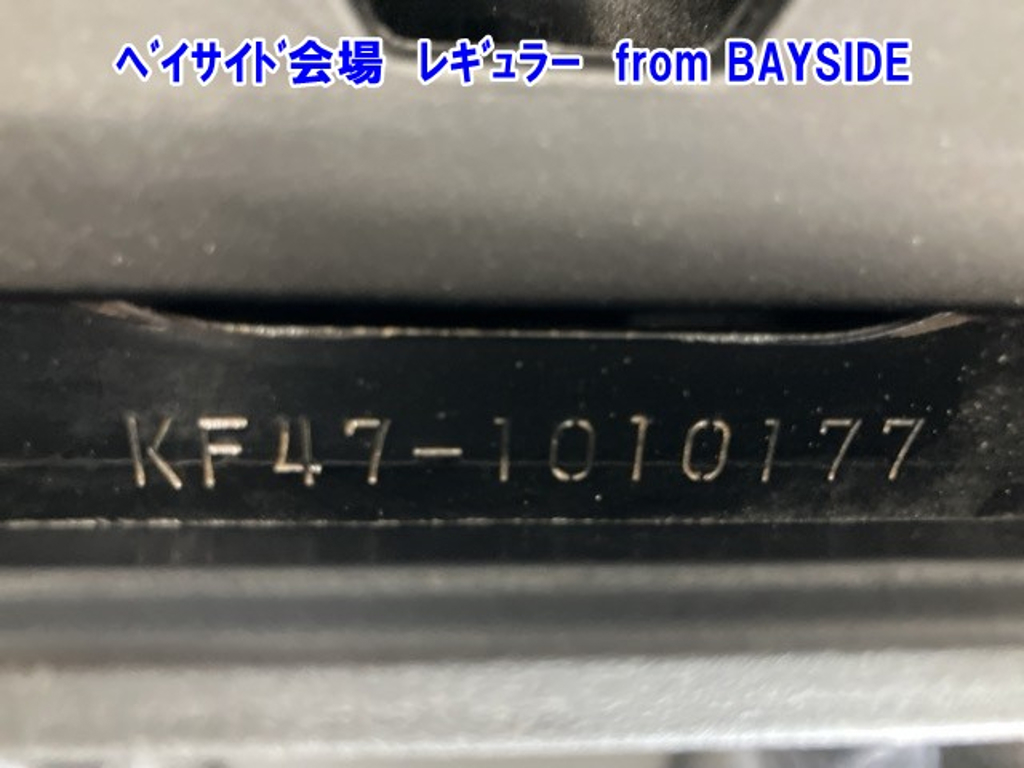 ﾍﾞｲｻｲﾄﾞ会場　ﾚｷﾞｭﾗｰ　from BAYSIDE
KF47-1010177